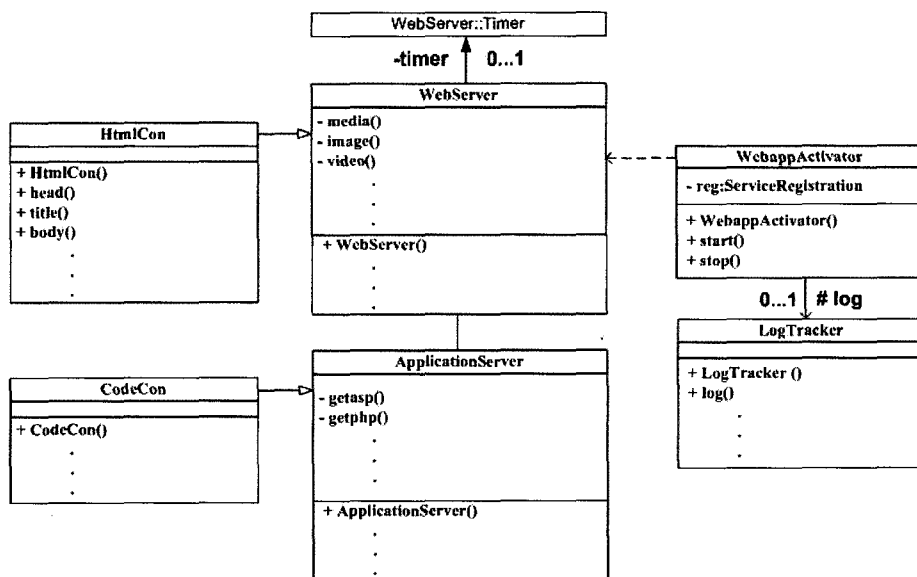 WebServer::Timer
-timer 0...1
WebServer
- media()
- image()
- video()
+ WebServer()
HtmlCon
+ HtmlCon()
+ head()
+ title()
+ body()
WebappActivator
- reg:ServiceRegistration
+ WebappActivator()
+ start()
+ stop()
0...1 # log
LogTracker
+ LogTracker ()
+ log()
ApplicationServer
- getasp()
- getphp()
+ ApplicationServer()
CodeCon
+ CodeCon()